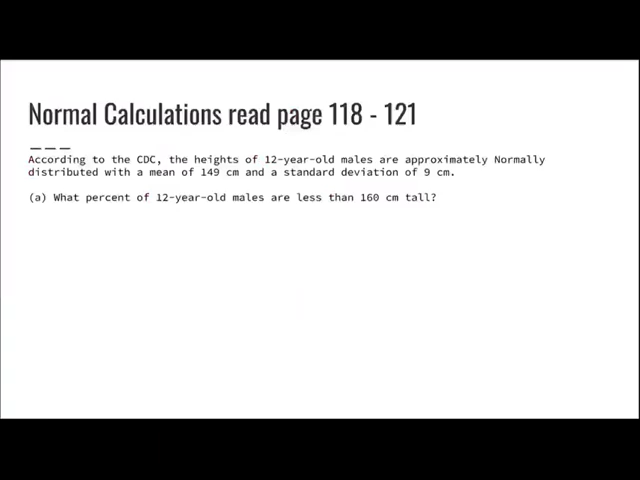 Normal Calculations read page 118 - 121
According to the CDC, the heights of 12-year-old males are approximately Normally
distributed with a mean of 149 cm and a standard deviation of 9 cm.
(a) What percent of 12-year-old males are less than 160 cm tall?